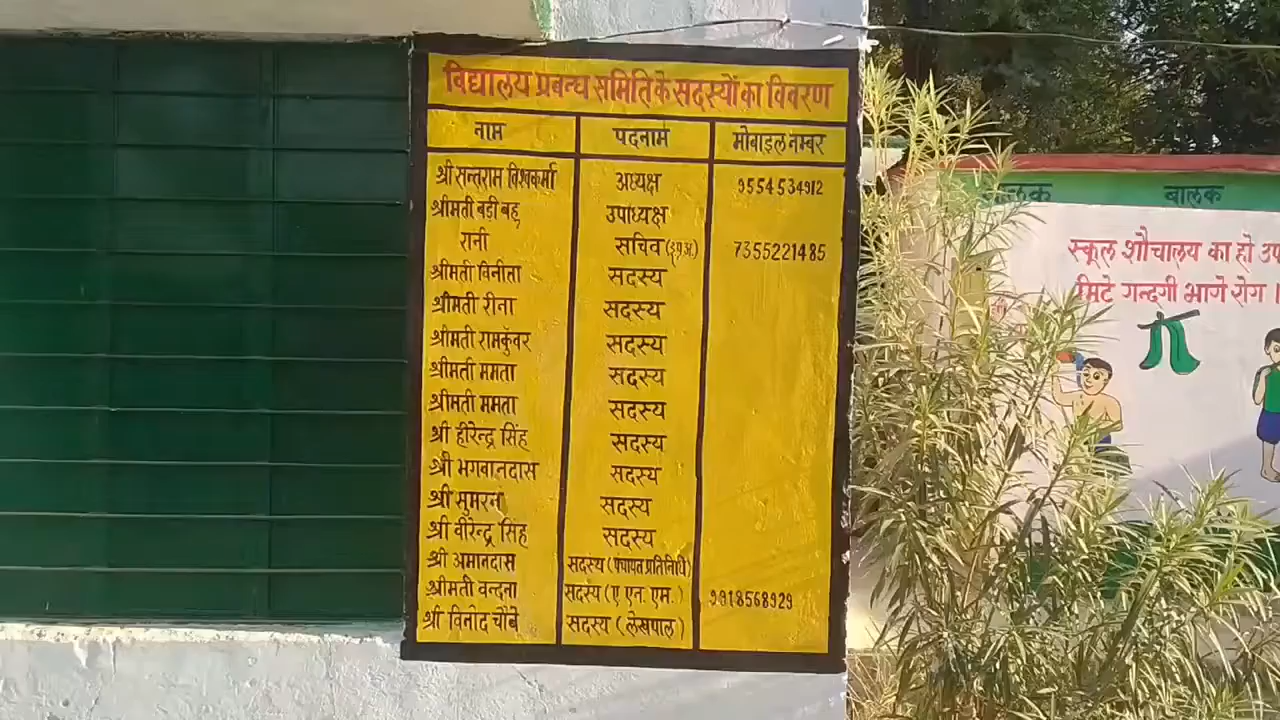 विद्यालय प्रबन्ध समिति के सदस्यों का विवरण
नाम पदनाम मोबाइल नम्बर
श्री सन्तराम विश्वकर्मा अध्यक्ष 9554534912
श्रीमती बडी बहू उपाध्यक्ष
रानी सचिव (इ.प्र.अ.) 7355221485
श्रीमती विनीता सदस्य
श्रीमती रीना सदस्य
श्रीमती रामकुंवर सदस्य
श्रीमती ममता सदस्य
श्रीमती ममता सदस्य
श्री हीरेन्द्र सिंह सदस्य
श्री भगवानदास सदस्य
श्री सुमरन सदस्य
श्री वीरेन्द्र सिंह सदस्य
श्री अमानदास सदस्य (पंचायत प्रतिनिधि)
श्रीमती वन्दना सदस्य (ए एन. एम.) 9918568929
श्री विनोद चौबे सदस्य (लेखपाल)
बालक बालक
स्कूल शौचालय का हो
मिटे गन्दगी भागे रोग ।